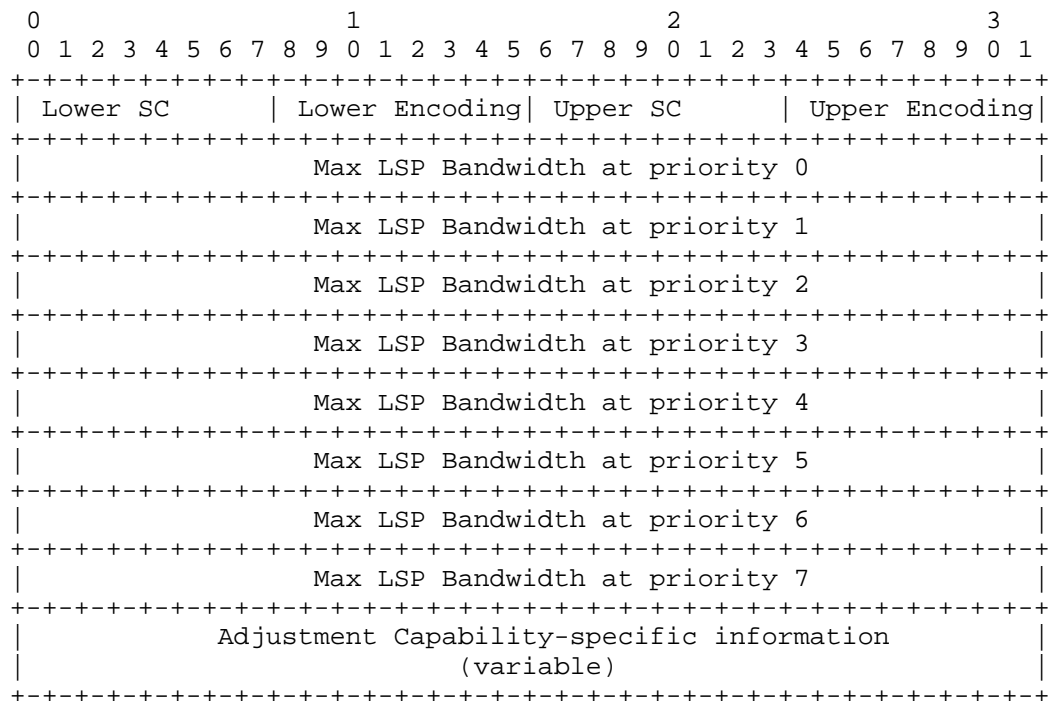 0                   1                   2                   3
 0 1 2 3 4 5 6 7 8 9 0 1 2 3 4 5 6 7 8 9 0 1 2 3 4 5 6 7 8 9 0 1
+-+-+-+-+-+-+-+-+-+-+-+-+-+-+-+-+-+-+-+-+-+-+-+-+-+-+-+-+-+-+-+-+
| Lower SC      | Lower Encoding| Upper SC      | Upper Encoding|
+-+-+-+-+-+-+-+-+-+-+-+-+-+-+-+-+-+-+-+-+-+-+-+-+-+-+-+-+-+-+-+-+
|                  Max LSP Bandwidth at priority 0              |
+-+-+-+-+-+-+-+-+-+-+-+-+-+-+-+-+-+-+-+-+-+-+-+-+-+-+-+-+-+-+-+-+
|                  Max LSP Bandwidth at priority 1              |
+-+-+-+-+-+-+-+-+-+-+-+-+-+-+-+-+-+-+-+-+-+-+-+-+-+-+-+-+-+-+-+-+
|                  Max LSP Bandwidth at priority 2              |
+-+-+-+-+-+-+-+-+-+-+-+-+-+-+-+-+-+-+-+-+-+-+-+-+-+-+-+-+-+-+-+-+
|                  Max LSP Bandwidth at priority 3              |
+-+-+-+-+-+-+-+-+-+-+-+-+-+-+-+-+-+-+-+-+-+-+-+-+-+-+-+-+-+-+-+-+
|                  Max LSP Bandwidth at priority 4              |
+-+-+-+-+-+-+-+-+-+-+-+-+-+-+-+-+-+-+-+-+-+-+-+-+-+-+-+-+-+-+-+-+
|                  Max LSP Bandwidth at priority 5              |
+-+-+-+-+-+-+-+-+-+-+-+-+-+-+-+-+-+-+-+-+-+-+-+-+-+-+-+-+-+-+-+-+
|                  Max LSP Bandwidth at priority 6              |
+-+-+-+-+-+-+-+-+-+-+-+-+-+-+-+-+-+-+-+-+-+-+-+-+-+-+-+-+-+-+-+-+
|                  Max LSP Bandwidth at priority 7              |
+-+-+-+-+-+-+-+-+-+-+-+-+-+-+-+-+-+-+-+-+-+-+-+-+-+-+-+-+-+-+-+-+
|            Adjustment Capability-specific information          |
|                           (variable)                          |
+-+-+-+-+-+-+-+-+-+-+-+-+-+-+-+-+-+-+-+-+-+-+-+-+-+-+-+-+-+-+-+-+